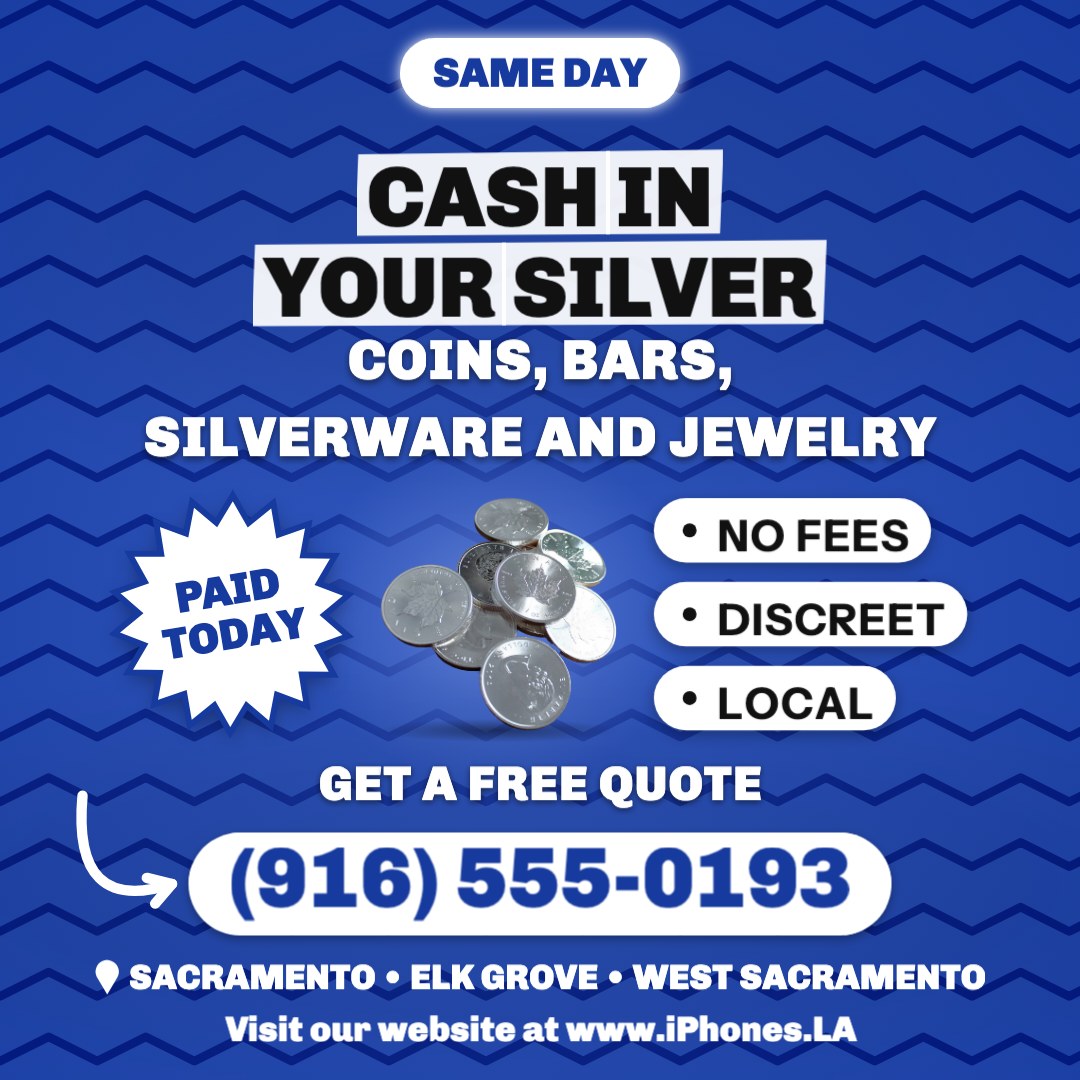 SAME DAY
CASH IN
YOUR SILVER
COINS, BARS,
SILVERWARE AND JEWELRY
PAID
TODAY
• NO FEES
• DISCREET
• LOCAL
GET A FREE QUOTE
(916) 555-0193
SACRAMENTO • ELK GROVE • WEST SACRAMENTO
Visit our website at www.iPhones.LA